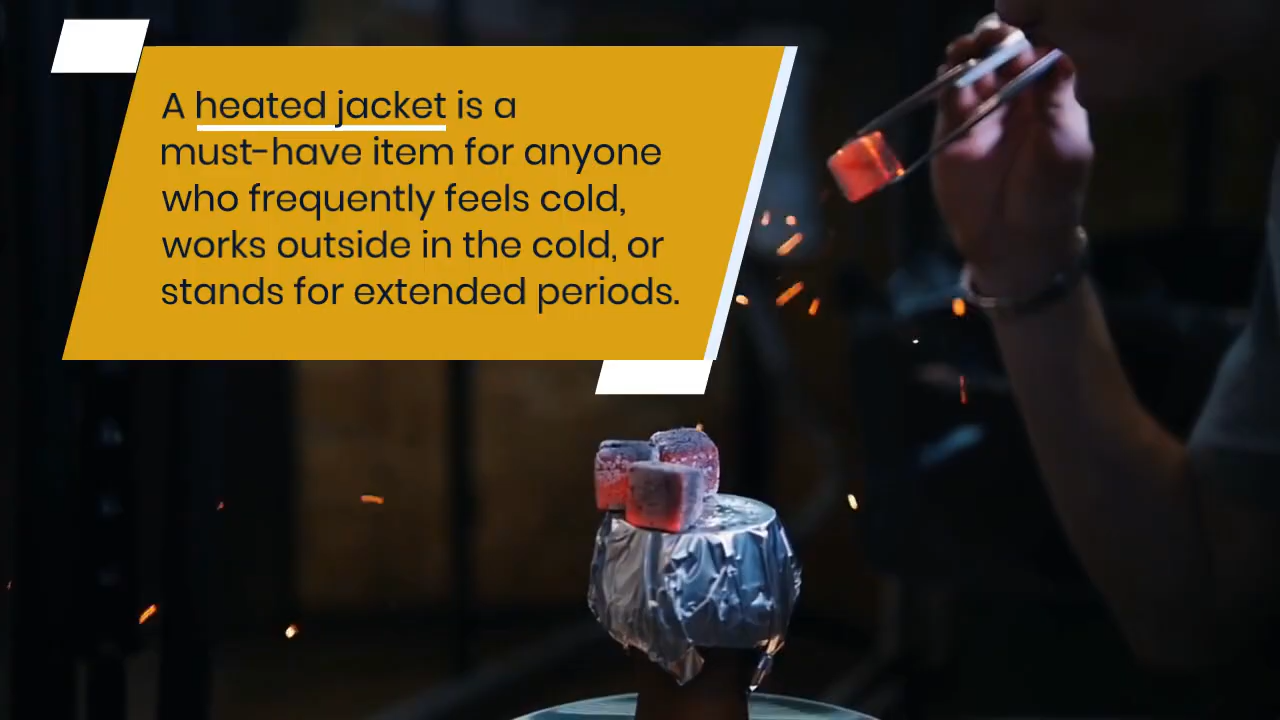 A heated jacket is a
must-have item for anyone
who frequently feels cold,
works outside in the cold, or
stands for extended periods.